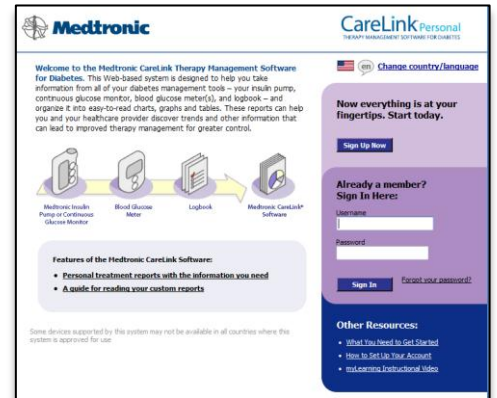 Medtronic
CareLink Personal
THERAPY MANAGEMENT SOFTWARE FOR DIABETES
Welcome to the Medtronic CareLink Therapy Management Software
for Diabetes. This Web-based system is designed to help you take
information from all of your diabetes management tools – your insulin pump,
continuous glucose monitor, blood glucose meter(s), and logbook – and
organize it into easy-to-read charts, graphs and tables. These reports can help
you and your healthcare provider discover trends and other information that
can lead to improved therapy management for greater control.
Medtronic Insulin
Pump or Continuous
Glucose Monitor
Blood Glucose
Meter
Logbook
Medtronic CareLink®
Software
Features of the Medtronic CareLink Software:
• Personal treatment reports with the information you need
• A guide for reading your custom reports
Some devices supported by this system may not be available in all countries where this
system is approved for use
en Change country/language
Now everything is at your
fingertips. Start today.
Sign Up Now
Already a member?
Sign In Here:
Username
Password
Sign In Forgot your password?
Other Resources:
• What You Need to Get Started
• How to Set Up Your Account
• myLearning Instructional Video